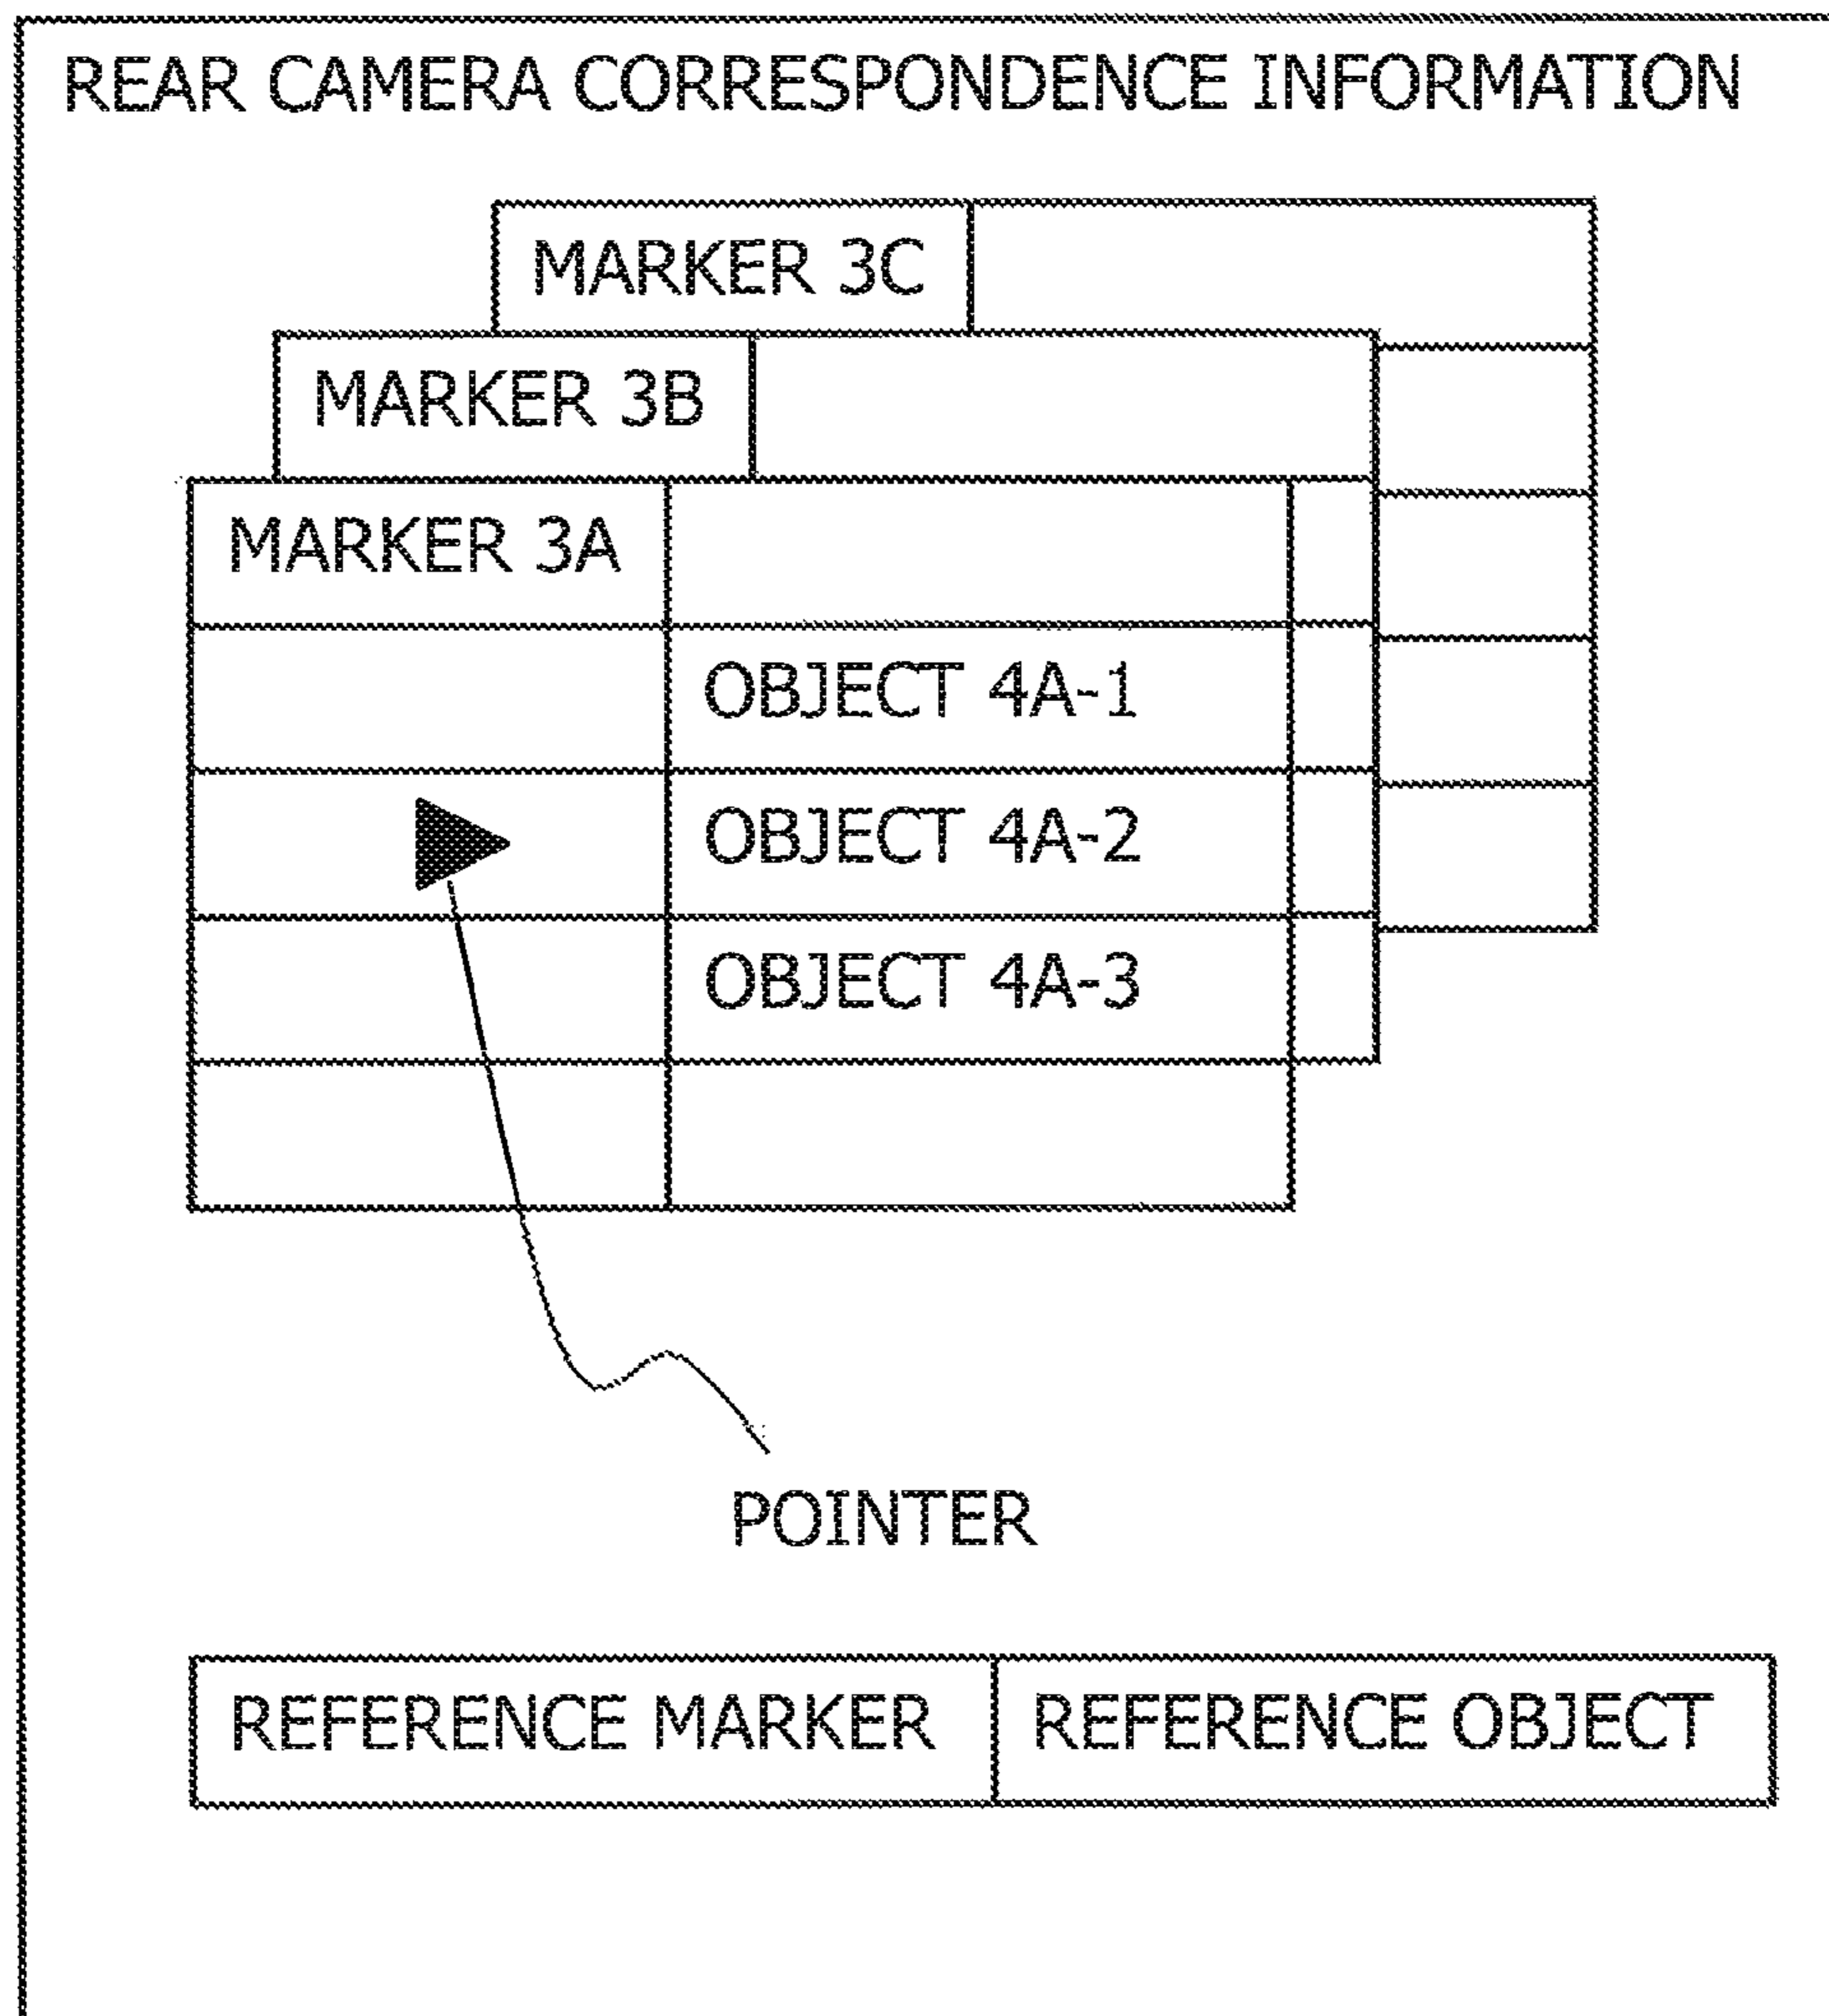 REAR CAMERA CORRESPONDENCE INFORMATION
MARKER 3C
MARKER 3B
MARKER 3A
OBJECT 4A-1
OBJECT 4A-2
OBJECT 4A-3
POINTER
REFERENCE MARKER REFERENCE OBJECT